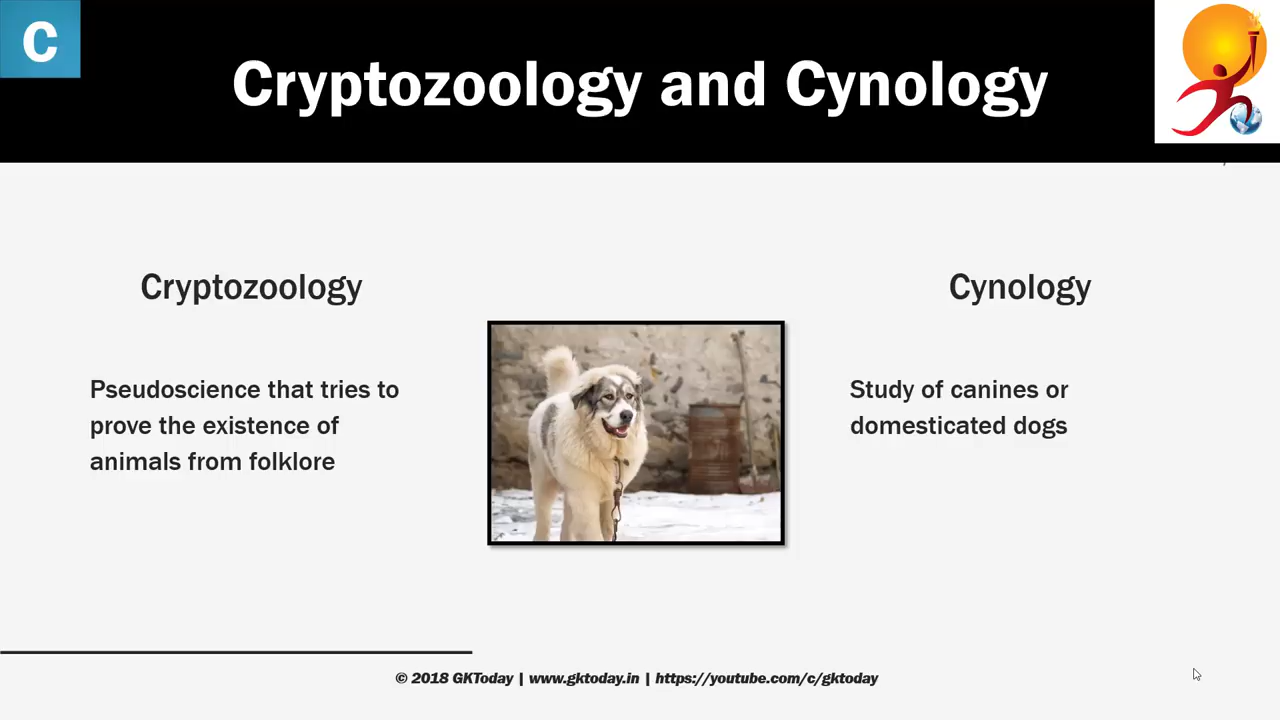 C
Cryptozoology and Cynology
Cryptozoology
Pseudoscience that tries to
prove the existence of
animals from folklore
Cynology
Study of canines or
domesticated dogs
© 2018 GKToday | www.gktoday.in | https://youtube.com/c/gktoday